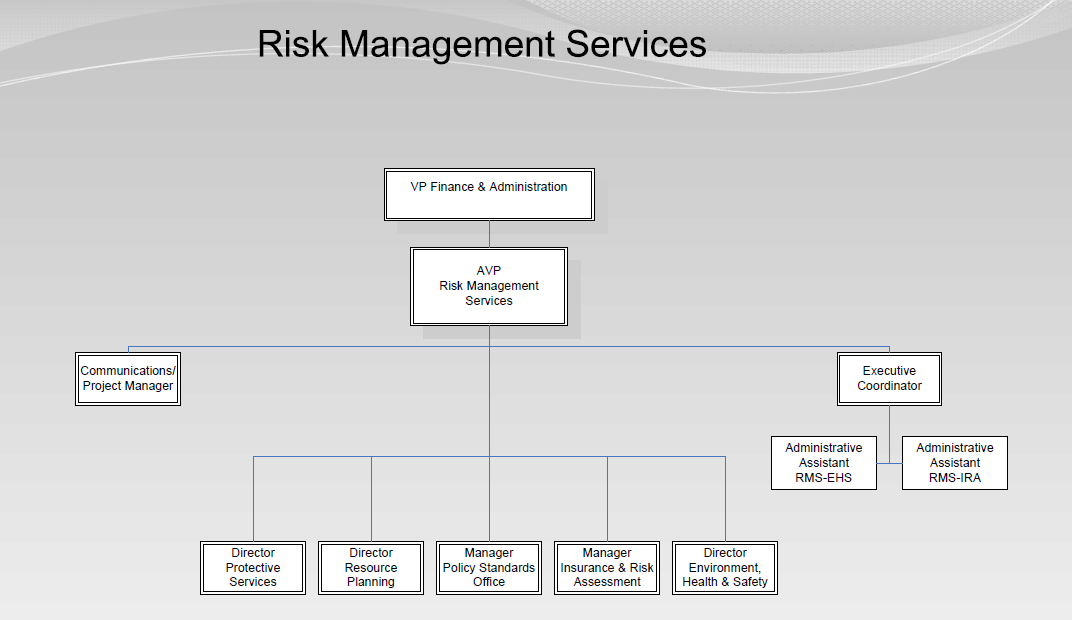 Risk Management Services
VP Finance & Administration
AVP
Risk Management
Services
Communications/
Project Manager
Executive
Coordinator
Administrative
Assistant
RMS-EHS
Administrative
Assistant
RMS-IRA
Director
Protective
Services
Director
Resource
Planning
Manager
Policy Standards
Office
Manager
Insurance & Risk
Assessment
Director
Environment,
Health & Safety